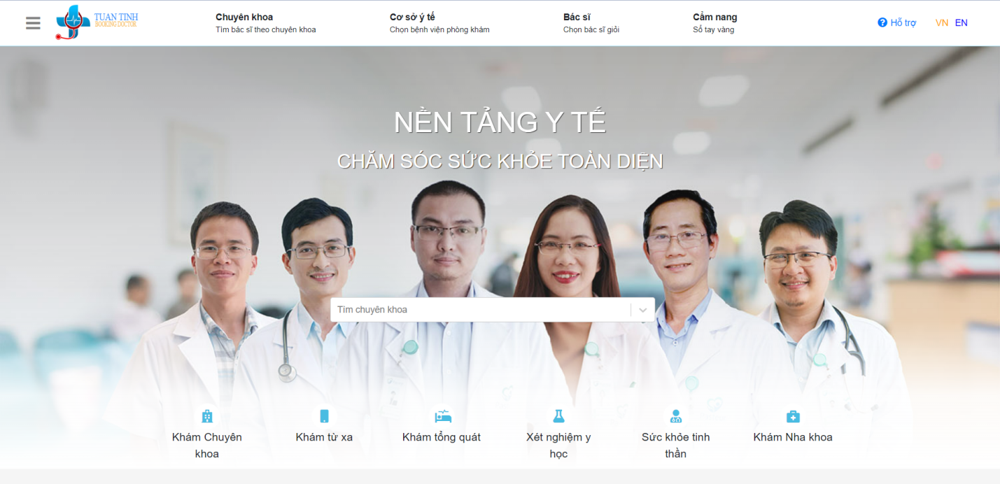 TUAN TINH
BOOKING DOCTOR
Chuyên khoa
Tìm bác sĩ theo chuyên khoa
Cơ sở ý tế
Chọn bệnh viện phòng khám
Bác sĩ
Chọn bác sĩ giỏi
Cẩm nang
Sổ tay vàng
Hỗ trợ
VN EN
NỀN TẢNG Y TẾ
CHĂM SÓC SỨC KHỎE TOÀN DIỆN
Tìm chuyên khoa
Khám Chuyên
khoa
Khám từ xa
Khám tổng quát
Xét nghiệm y
học
Sức khỏe tinh
thần
Khám Nha khoa